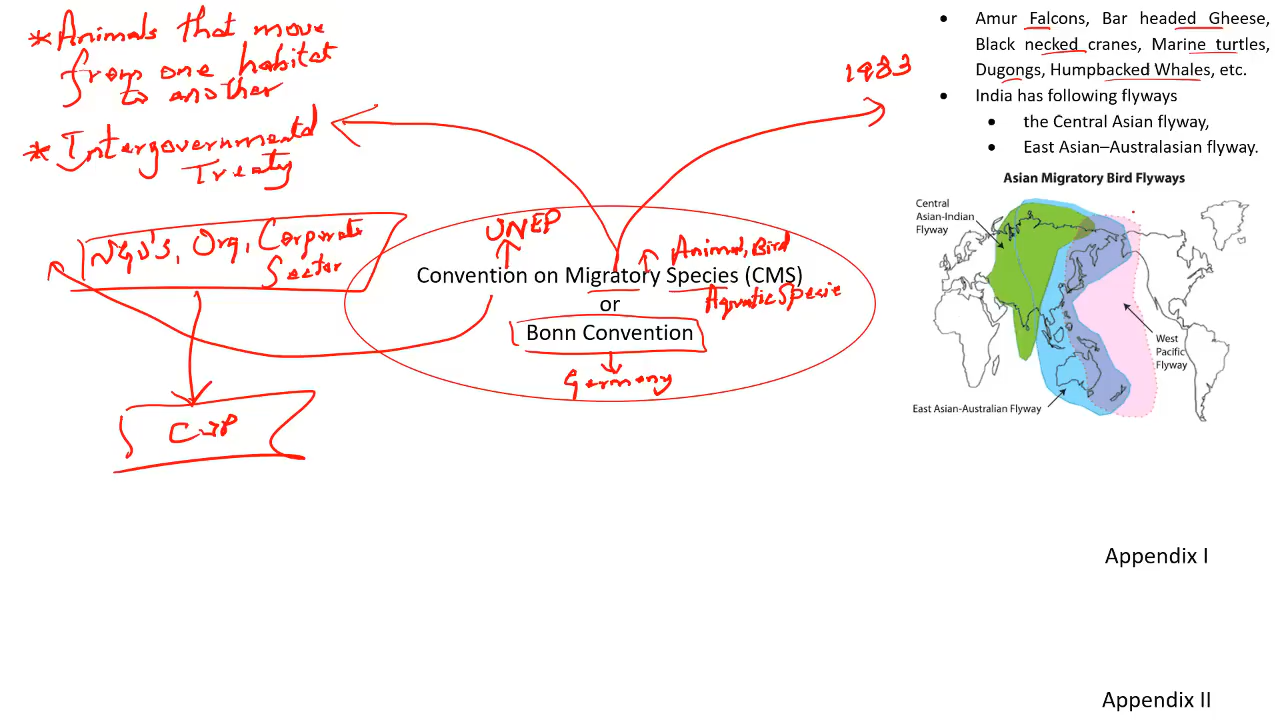 * Animals that move
from one habitat
to another
* Intergovernmental
Treaty
NGO'S, Org, Corporate
Sector
COP
1983
UNEP
Animal, Bird
Convention on Migratory Species (CMS)
Aquatic Specie
or
Bonn Convention
Germany
• Amur Falcons, Bar headed Gheese,
Black necked cranes, Marine turtles,
Dugongs, Humpbacked Whales, etc.
• India has following flyways
• the Central Asian flyway,
• East Asian–Australasian flyway.
Asian Migratory Bird Flyways
Central
Asian-Indian
Flyway
West
Pacific
Flyway
East Asian-Australian Flyway
Appendix I
Appendix II